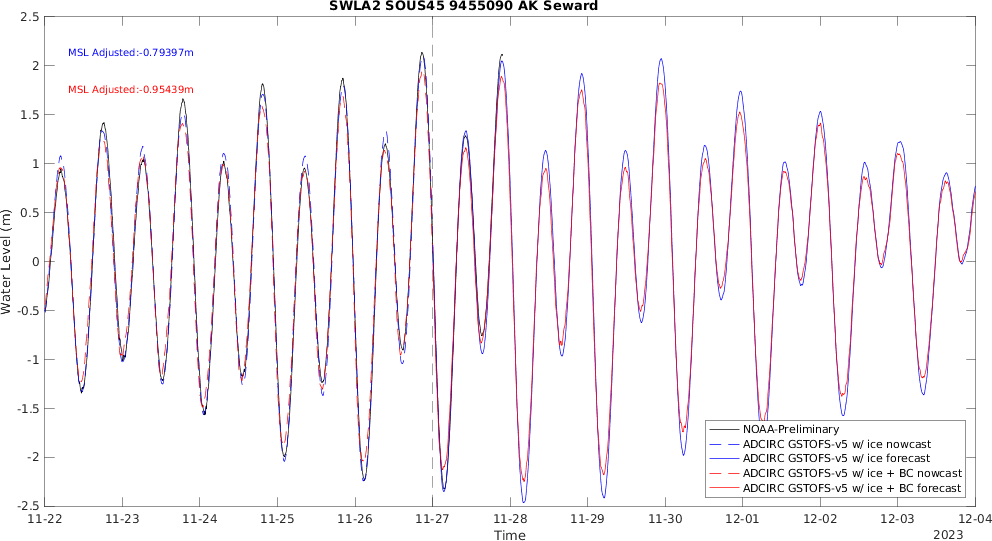 SWLA2 SOUS45 9455090 AK Seward
MSL Adjusted:-0.79397m
MSL Adjusted:-0.95439m
Water Level (m)
2.5
2
1.5
1
0.5
0
-0.5
-1
-1.5
-2
-2.5
NOAA-Preliminary
ADCIRC GSTOFS-v5 w/ ice nowcast
ADCIRC GSTOFS-v5 w/ ice forecast
ADCIRC GSTOFS-v5 w/ ice + BC nowcast
ADCIRC GSTOFS-v5 w/ ice + BC forecast
11-22 11-23 11-24 11-25 11-26 11-27 11-28 11-29 11-30 12-01 12-02 12-03 12-04
Time
2023